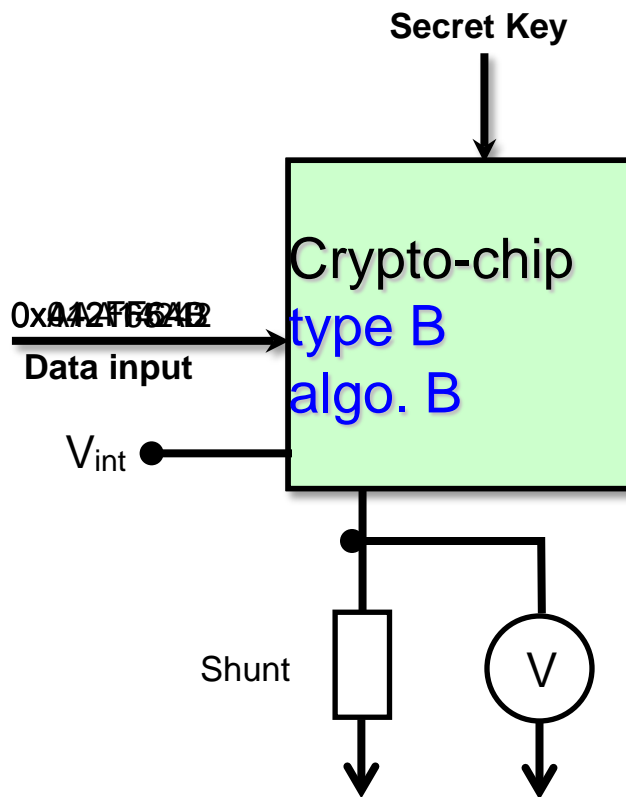 Secret Key
Crypto-chip
type B
algo. B
Data input
Vint
Shunt
V